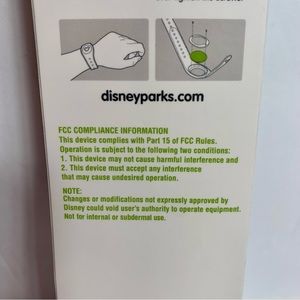 disneyparks.com
FCC COMPLIANCE INFORMATION
This device complies with Part 15 of FCC Rules.
Operation is subject to the following two conditions:
1. This device may not cause harmful interference and
2. This device must accept any interference
that may cause undesired operation.
NOTE:
Changes or modifications not expressly approved by
Disney could void user's authority to operate equipment.
Not for internal or subdermal use.